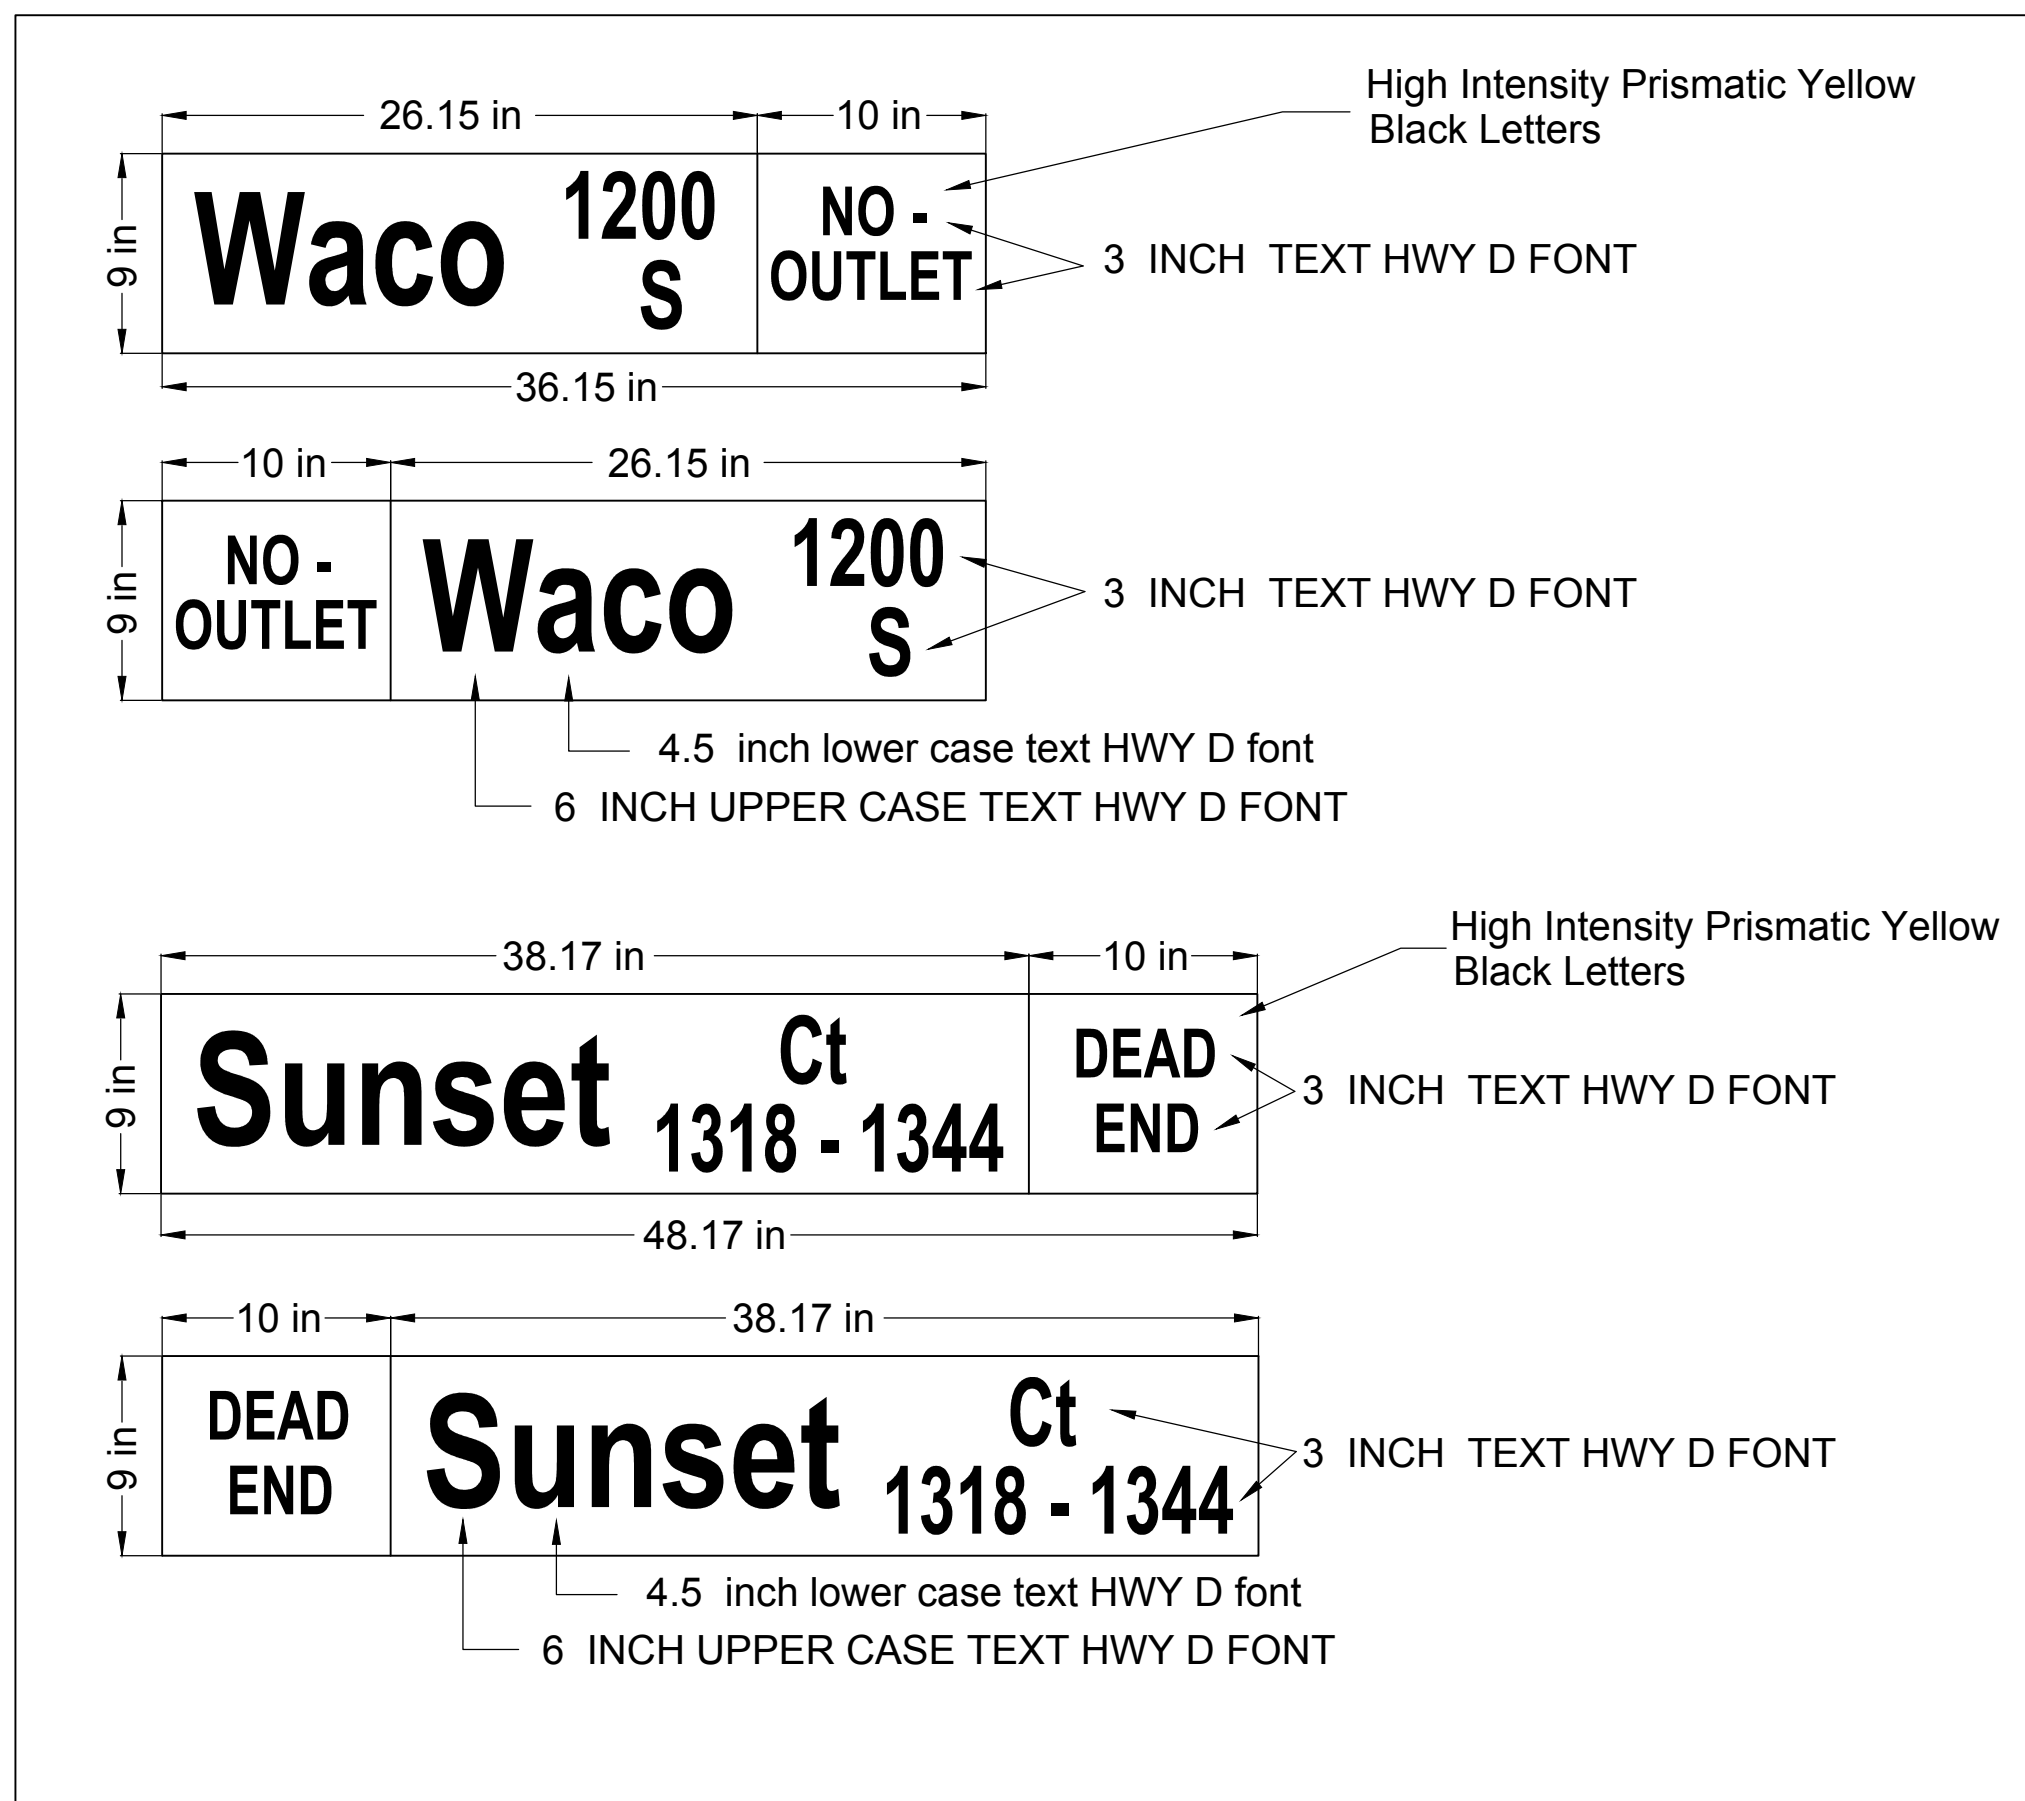 High Intensity Prismatic Yellow
Black Letters
26.15 in
10 in
9 in
Waco
1200
S
NO -
OUTLET
3 INCH TEXT HWY D FONT
36.15 in
10 in
26.15 in
9 in
NO -
OUTLET
Waco
1200
S
3 INCH TEXT HWY D FONT
4.5 inch lower case text HWY D font
6 INCH UPPER CASE TEXT HWY D FONT
High Intensity Prismatic Yellow
Black Letters
38.17 in
10 in
9 in
Sunset
Ct
1318 - 1344
DEAD
END
3 INCH TEXT HWY D FONT
48.17 in
10 in
38.17 in
9 in
DEAD
END
Sunset
Ct
1318 - 1344
3 INCH TEXT HWY D FONT
4.5 inch lower case text HWY D font
6 INCH UPPER CASE TEXT HWY D FONT